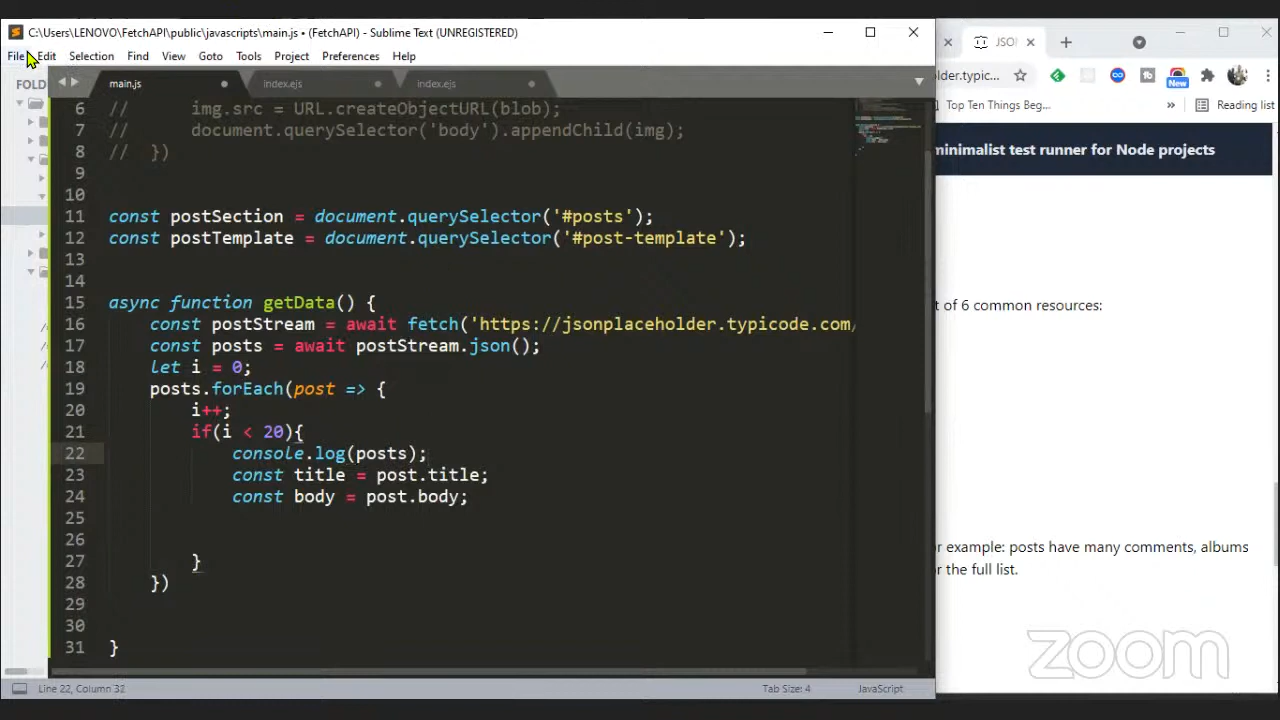 C:\Users\LENOVO\FetchAPI\public\javascripts\main.js • (FetchAPI) - Sublime Text (UNREGISTERED)
File Edit Selection Find View Goto Tools Project Preferences Help
FOLD
main.js index.ejs index.ejs
6 // img.src = URL.createObjectURL(blob);
7 // document.querySelector('body').appendChild(img);
8 // })
9
10
11 const postSection = document.querySelector('#posts');
12 const postTemplate = document.querySelector('#post-template');
13
14
15 async function getData() {
16 const postStream = await fetch('https://jsonplaceholder.typicode.com/
17 const posts = await postStream.json();
18 let i = 0;
19 posts.forEach(post => {
20 i++;
21 if(i < 20){
22 console.log(posts);
23 const title = post.title;
24 const body = post.body;
25
26
27 }
28 })
29
30
31 }
Line 22, Column 32
Tab Size: 4
JavaScript
JSO
lder.typic...
New
Top Ten Things Beg...
»
Reading list
minimalist test runner for Node projects
t of 6 common resources:
or example: posts have many comments, albums
or the full list.
zoom